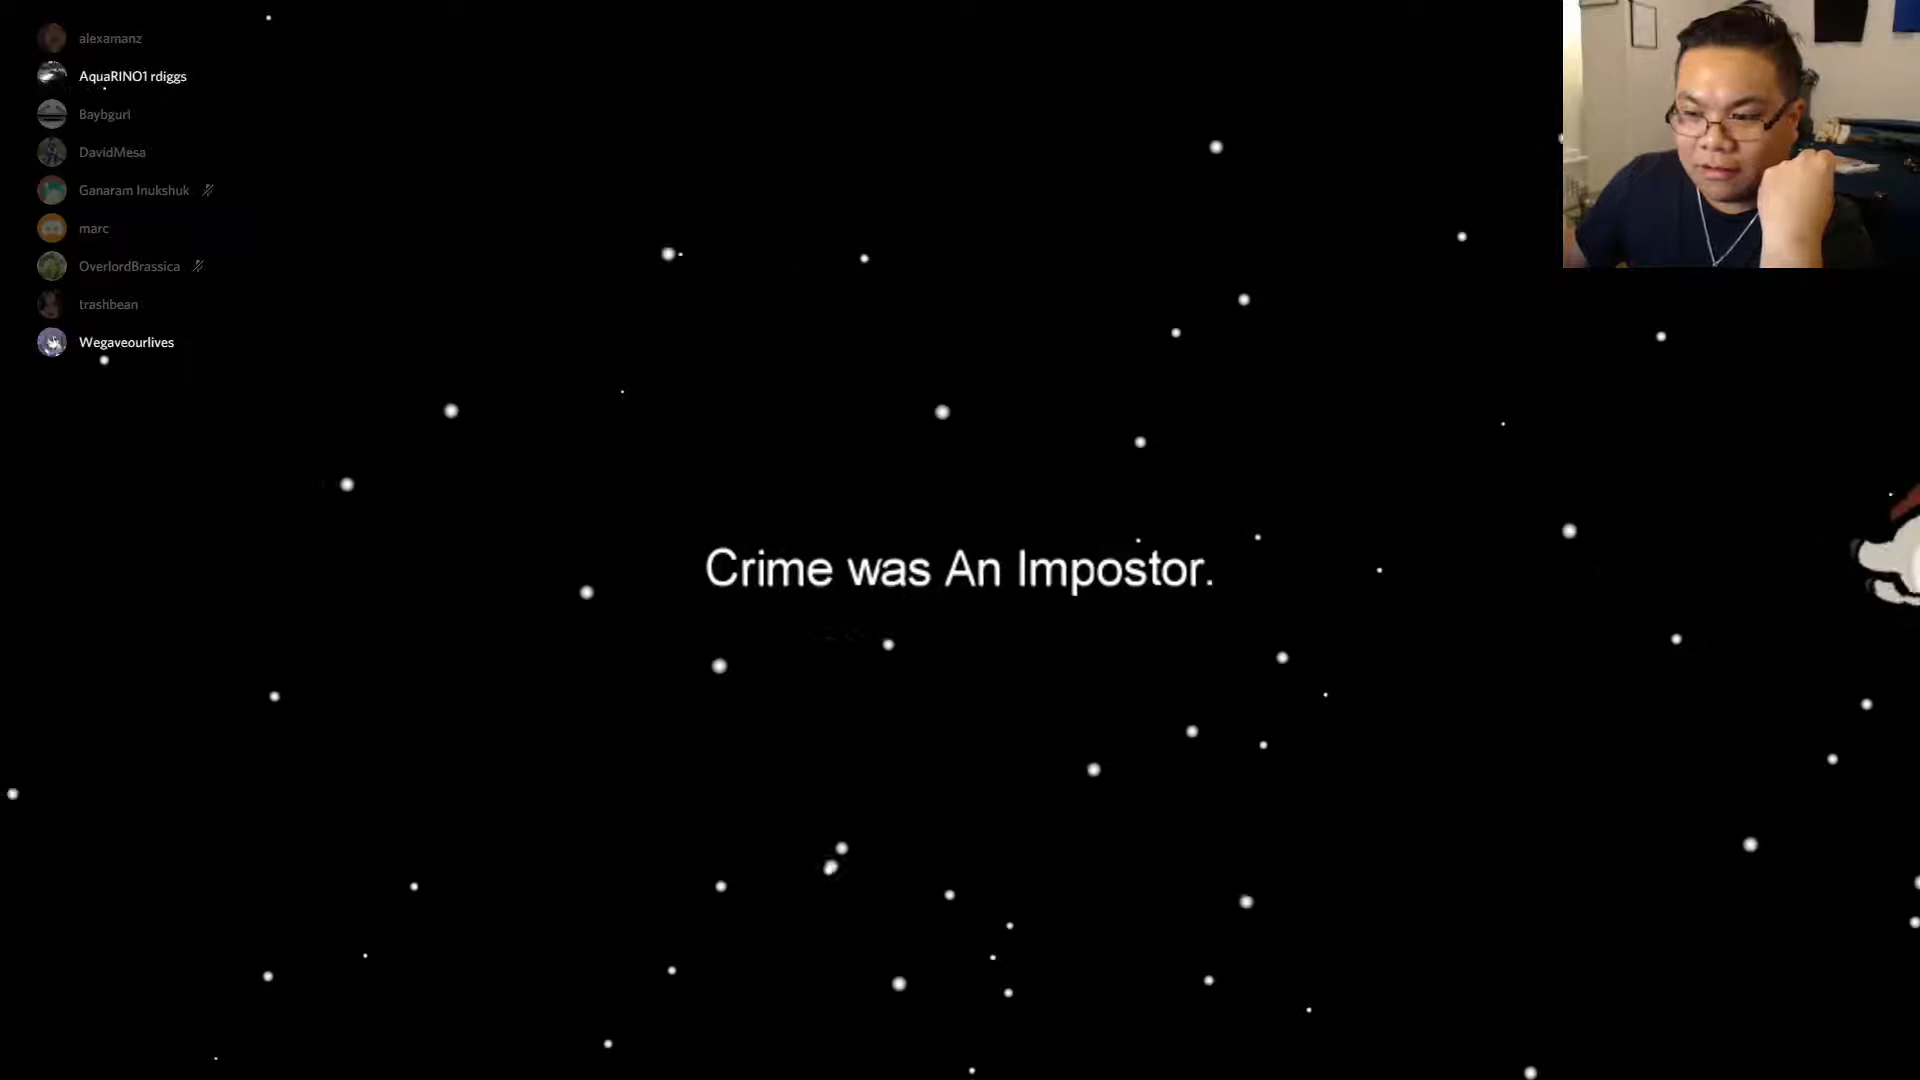 alexamanz
AquaRINO1 rdiggs
Baybgurl
DavidMesa
Ganaram Inukshuk
marc
OverlordBrassica
trashbean
Wegaveourlives
Crime was An Impostor.